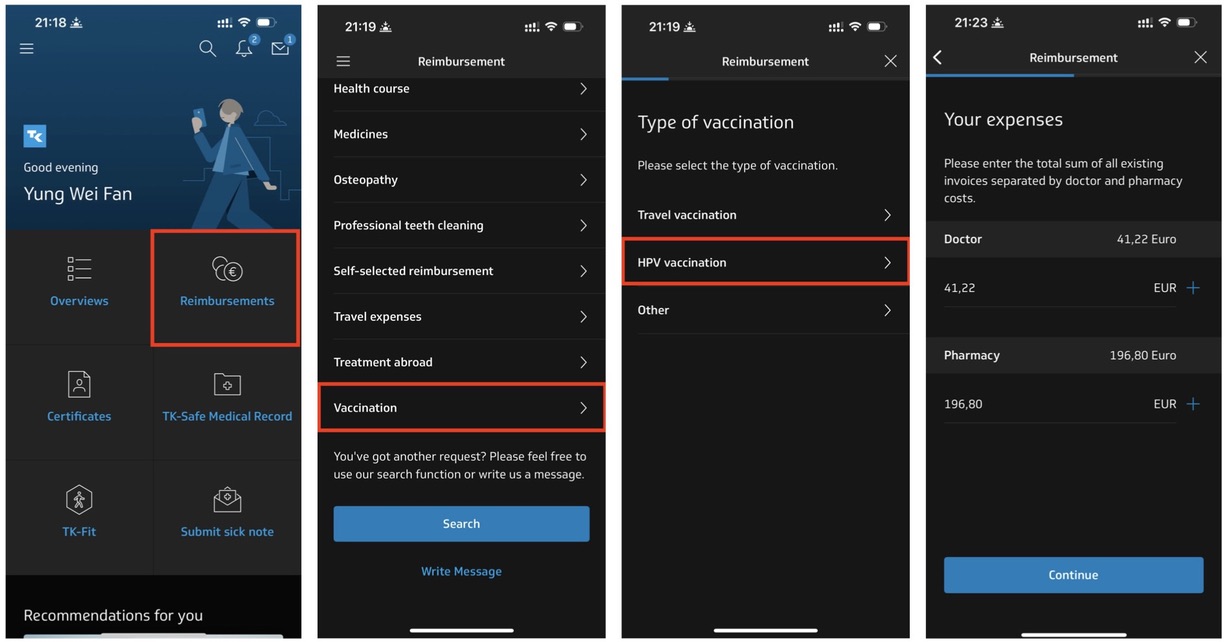 21:18
2
1
TK
Good evening
Yung Wei Fan
Overviews
Reimbursements
Certificates
TK-Safe Medical Record
TK-Fit
Submit sick note
Recommendations for you
21:19
Reimbursement
Health course
Medicines
Osteopathy
Professional teeth cleaning
Self-selected reimbursement
Travel expenses
Treatment abroad
Vaccination
You've got another request? Please feel free to
use our search function or write us a message.
Search
Write Message
21:19
Reimbursement
Type of vaccination
Please select the type of vaccination.
Travel vaccination
HPV vaccination
Other
21:23
Reimbursement
Your expenses
Please enter the total sum of all existing
invoices separated by doctor and pharmacy
costs.
Doctor 41,22 Euro
41,22 EUR +
Pharmacy 196,80 Euro
196,80 EUR +
Continue